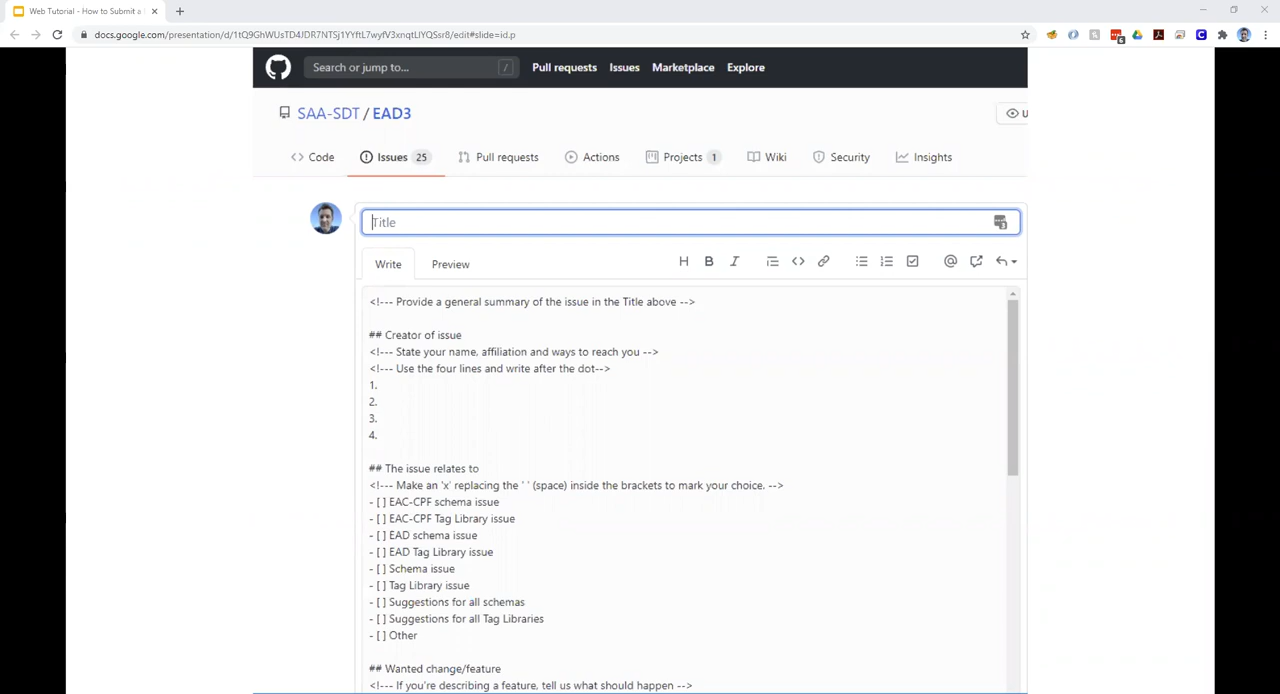 Web Tutorial - How to Submit a
docs.google.com/presentation/d/1tQ9GhWUsTD4JDR7NTSj1YYftL7wyfV3xnqtLIYQSsr8/edit#slide=id.p
Search or jump to... /
Pull requests Issues Marketplace Explore
SAA-SDT / EAD3
U
Code Issues 25 Pull requests Actions Projects 1 Wiki Security Insights
Title
Write Preview
<!--- Provide a general summary of the issue in the Title above -->
## Creator of issue
<!--- State your name, affiliation and ways to reach you -->
<!--- Use the four lines and write after the dot-->
1.
2.
3.
4.
## The issue relates to
<!--- Make an 'x' replacing the ' ' (space) inside the brackets to mark your choice. -->
- [ ] EAC-CPF schema issue
- [ ] EAC-CPF Tag Library issue
- [ ] EAD schema issue
- [ ] EAD Tag Library issue
- [ ] Schema issue
- [ ] Tag Library issue
- [ ] Suggestions for all schemas
- [ ] Suggestions for all Tag Libraries
- [ ] Other
## Wanted change/feature
<!--- If you're describing a feature, tell us what should happen -->